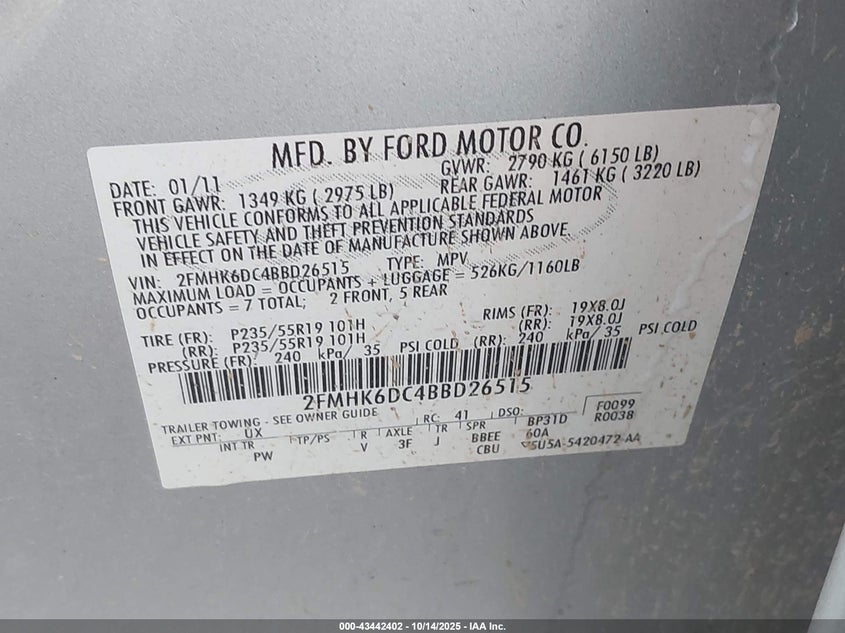 MFD. BY FORD MOTOR CO.
DATE: 01/11 GVWR: 2790 KG ( 6150 LB)
FRONT GAWR: 1349 KG ( 2975 LB) REAR GAWR: 1461 KG ( 3220 LB)
THIS VEHICLE CONFORMS TO ALL APPLICABLE FEDERAL MOTOR
VEHICLE SAFETY AND THEFT PREVENTION STANDARDS
IN EFFECT ON THE DATE OF MANUFACTURE SHOWN ABOVE.
VIN: 2FMHK6DC4BBD26515 TYPE: MPV
MAXIMUM LOAD = OCCUPANTS + LUGGAGE = 526KG/1160LB
OCCUPANTS = 7 TOTAL; 2 FRONT, 5 REAR
TIRE (FR): P235/55R19 101H RIMS (FR): 19X8.0J
(RR): P235/55R19 101H (RR): 19X8.0J
PRESSURE (FR): 240 kPa/ 35 PSI COLD (RR): 240 kPa/ 35 PSI COLD
2FMHK6DC4BBD26515
TRAILER TOWING - SEE OWNER GUIDE RC: 41 DSO: F0099
EXT PNT: UX BP31D R0038
INT TR TP/PS R AXLE TR SPR 60A
PW V 3F J BBEE
CBU 5U5A-5420472-AA
000-43442402 - 10/14/2025 - IAA Inc.